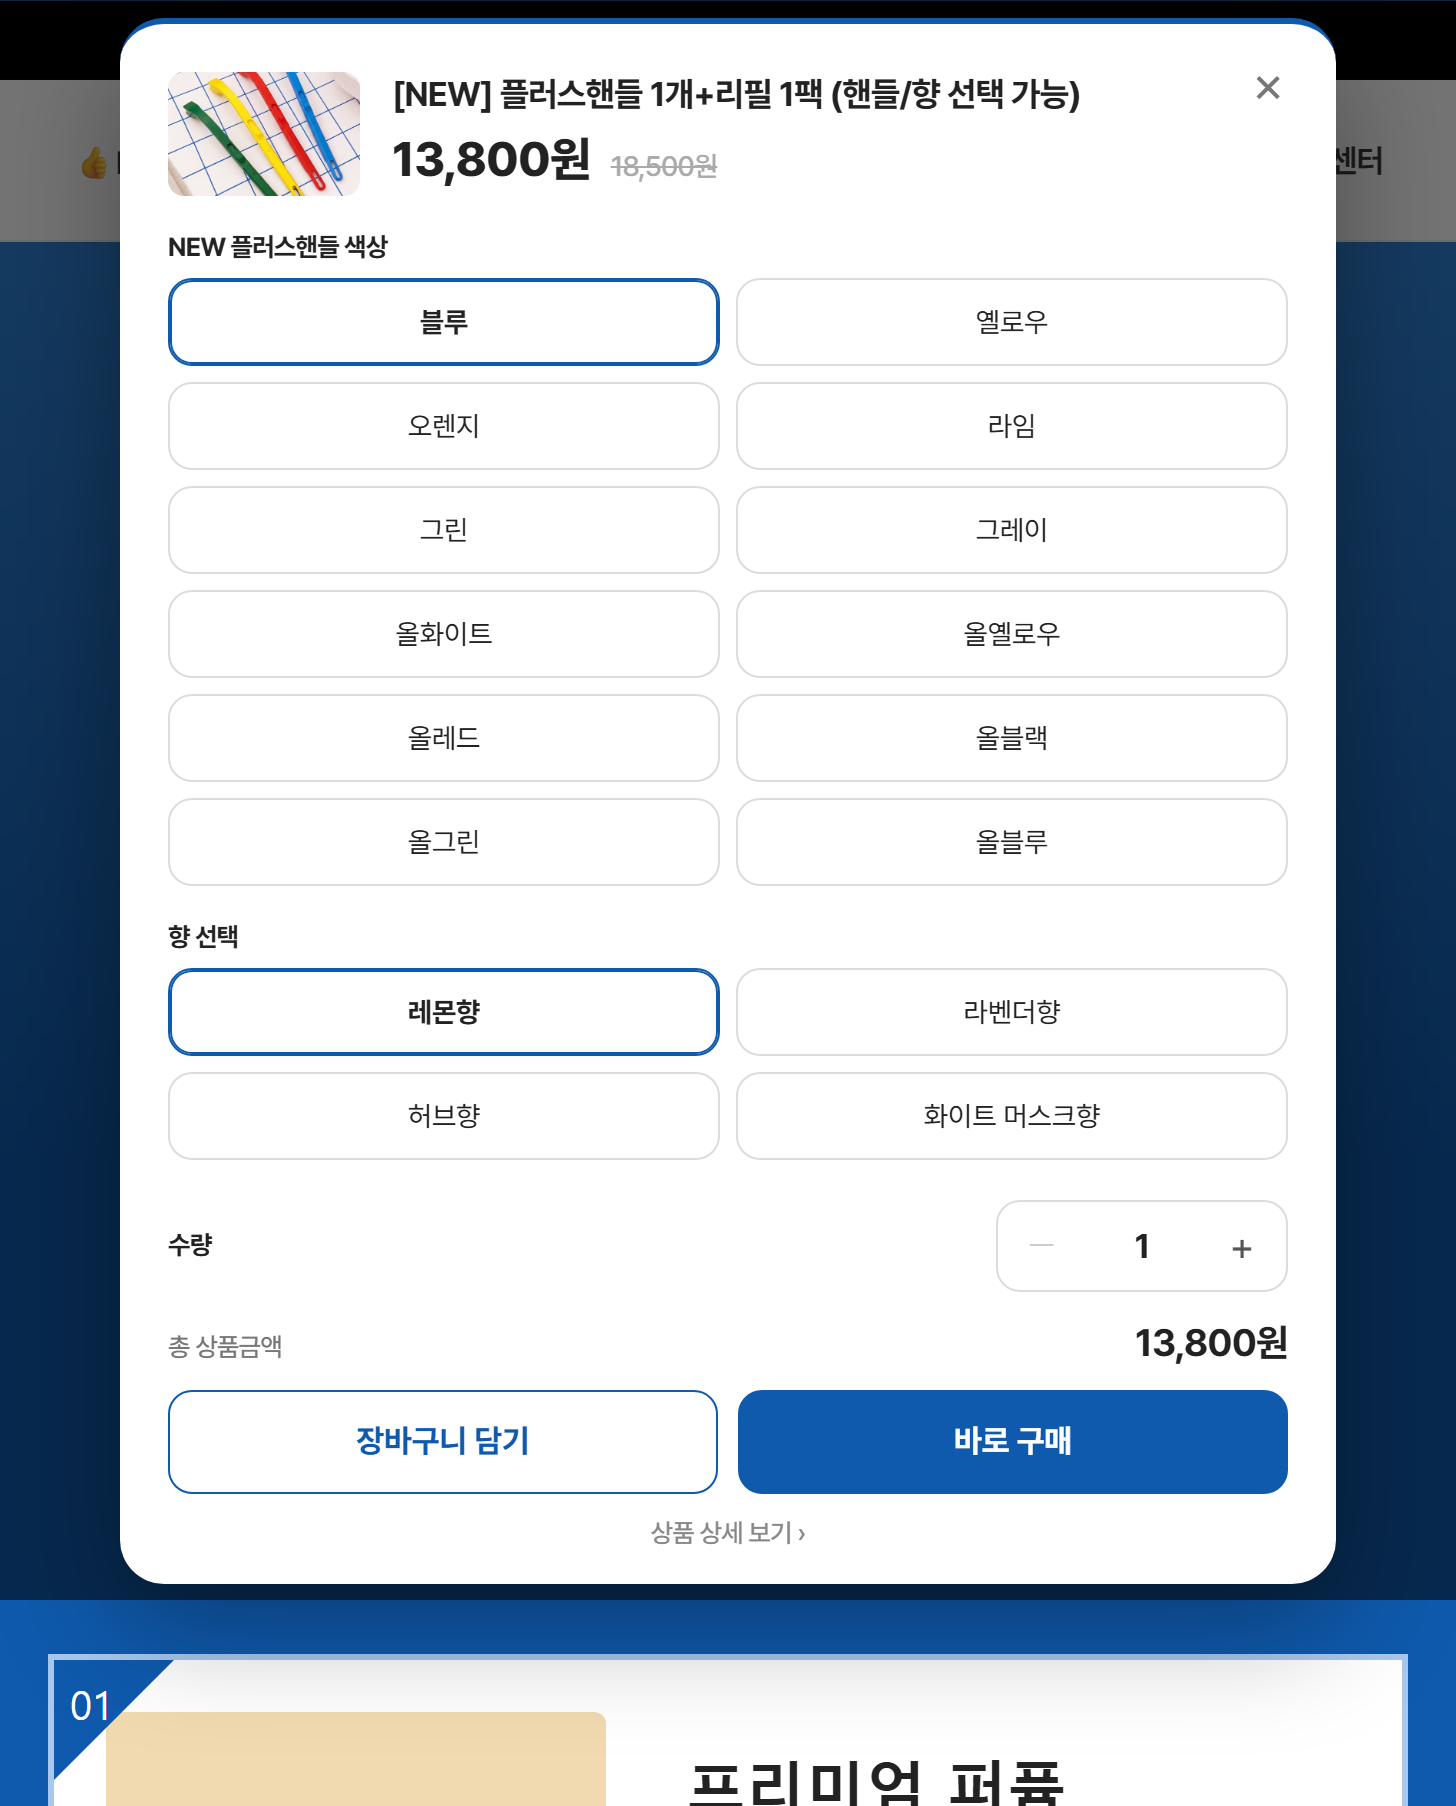 [NEW] 플러스핸들 1개+리필 1팩 (핸들/향 선택 가능)
13,800원 18,500원
센터
NEW 플러스핸들 색상
블루 옐로우
오렌지 라임
그린 그레이
올화이트 올옐로우
올레드 올블랙
올그린 올블루
향 선택
레몬향 라벤더향
허브향 화이트 머스크향
수량 1
총 상품금액 13,800원
장바구니 담기 바로 구매
상품 상세 보기 ›
01
프리미엄 퍼퓸